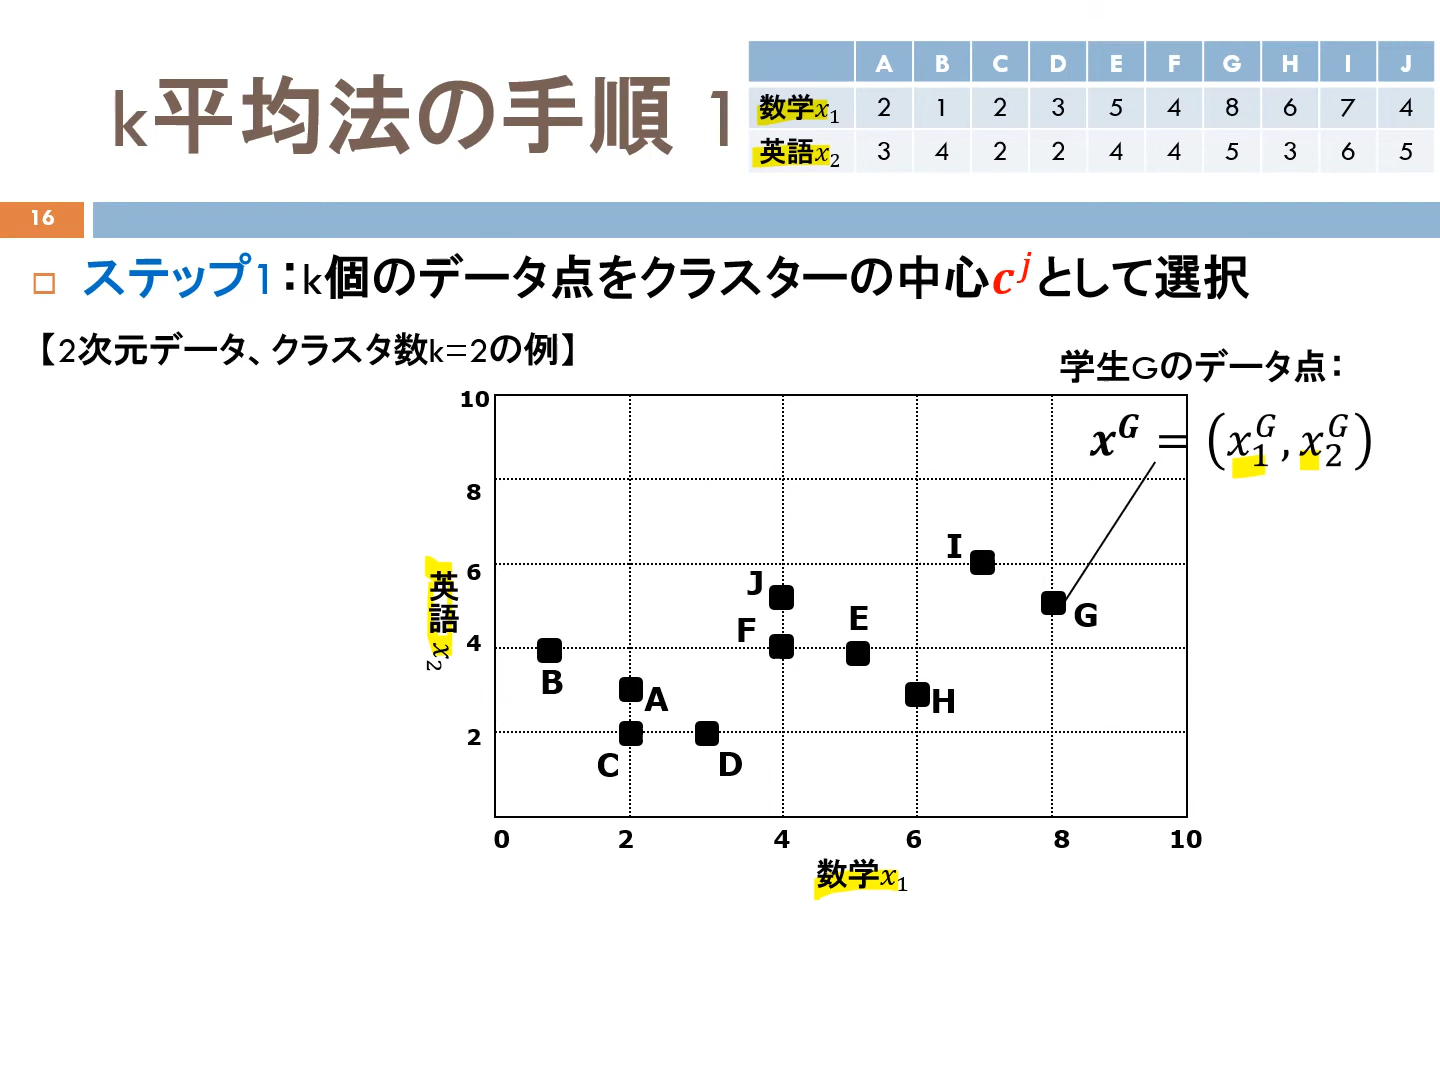 k平均法の手順 1
A B C D E F G H I J
数学x1 2 1 2 3 5 4 8 6 7 4
英語x2 3 4 2 2 4 4 5 3 6 5
16
ステップ1：k個のデータ点をクラスターの中心c^jとして選択
【2次元データ、クラスタ数k=2の例】
学生Gのデータ点：
x^G = (x_1^G, x_2^G)
10
8
6
4
2
英語x2
I
J
G
E
F
B
A
H
C
D
0 2 4 6 8 10
数学x1